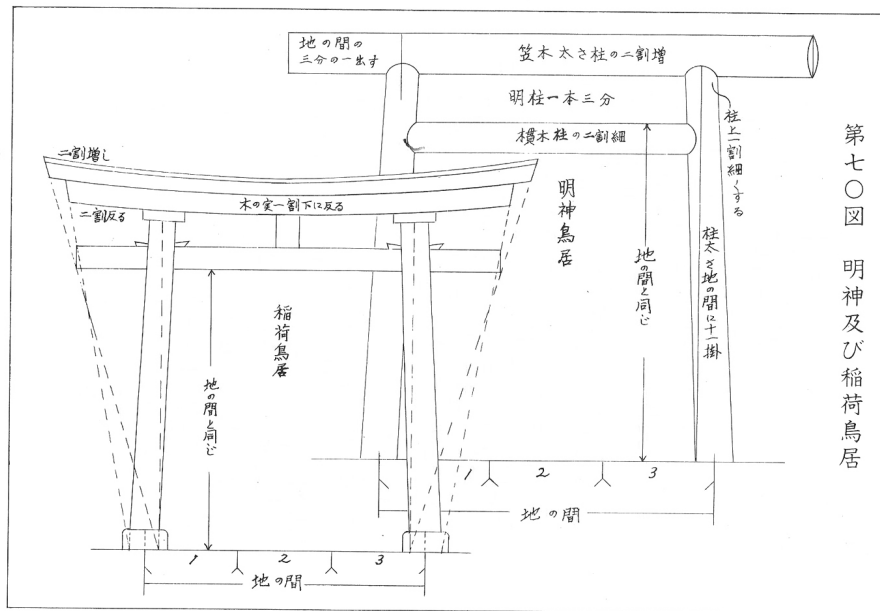 第七〇図　明神及び稲荷鳥居
地の間の
三分の一出す
笠木太さ柱の二割増
明柱一本三分
樌木柱の二割細
柱上一割細くする
柱太さ地の間に十一掛
明神鳥居
地の間と同じ
1 2 3
地の間
二割増し
木の実一割下に反る
二割反る
稲荷鳥居
地の間と同じ
1 2 3
地の間